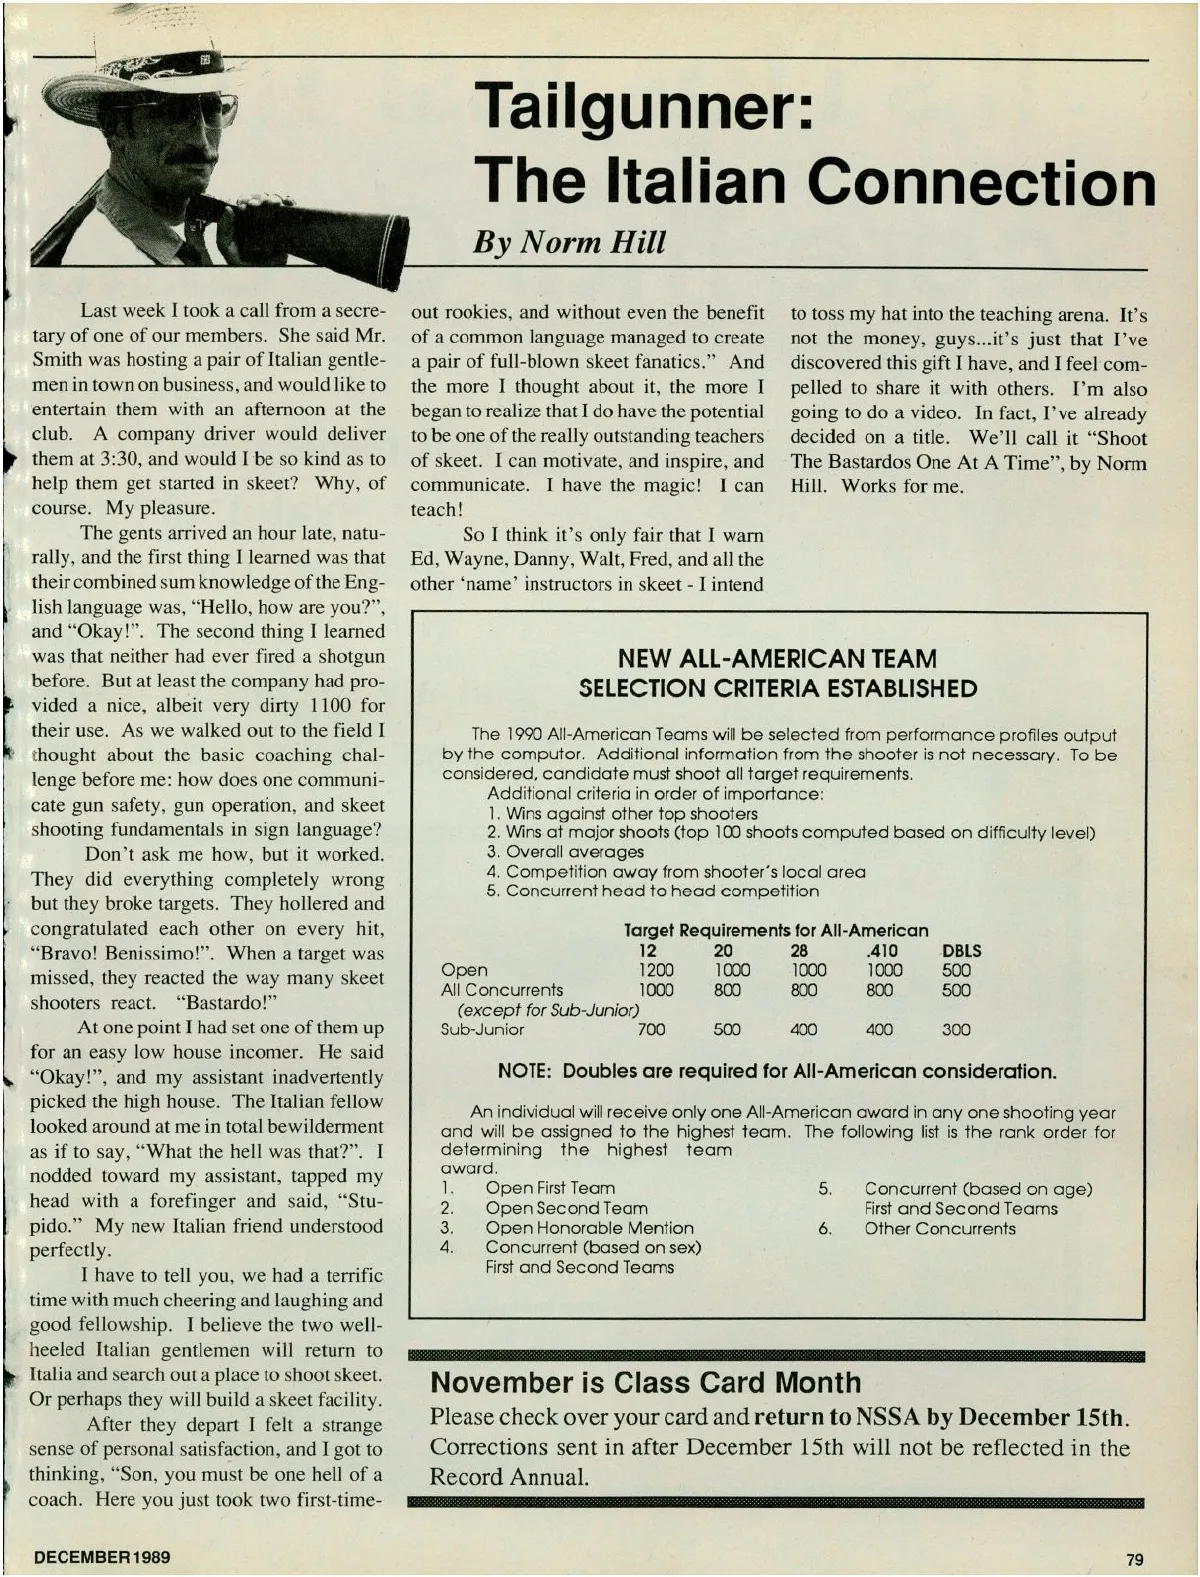 Tailgunner:
The Italian Connection
By Norm Hill
Last week I took a call from a secre-
tary of one of our members. She said Mr.
Smith was hosting a pair of Italian gentle-
men in town on business, and would like to
entertain them with an afternoon at the
club. A company driver would deliver
them at 3:30, and would I be so kind as to
help them get started in skeet? Why, of
course. My pleasure.
The gents arrived an hour late, natu-
rally, and the first thing I learned was that
their combined sum knowledge of the Eng-
lish language was, "Hello, how are you?",
and "Okay!". The second thing I learned
was that neither had ever fired a shotgun
before. But at least the company had pro-
vided a nice, albeit very dirty 1100 for
their use. As we walked out to the field I
thought about the basic coaching chal-
lenge before me: how does one communi-
cate gun safety, gun operation, and skeet
shooting fundamentals in sign language?
Don't ask me how, but it worked.
They did everything completely wrong
but they broke targets. They hollered and
congratulated each other on every hit,
"Bravo! Benissimo!". When a target was
missed, they reacted the way many skeet
shooters react. "Bastardo!"
At one point I had set one of them up
for an easy low house incomer. He said
"Okay!", and my assistant inadvertently
picked the high house. The Italian fellow
looked around at me in total bewilderment
as if to say, "What the hell was that?". I
nodded toward my assistant, tapped my
head with a forefinger and said, "Stu-
pido." My new Italian friend understood
perfectly.
I have to tell you, we had a terrific
time with much cheering and laughing and
good fellowship. I believe the two well-
heeled Italian gentlemen will return to
Italia and search out a place to shoot skeet.
Or perhaps they will build a skeet facility.
After they depart I felt a strange
sense of personal satisfaction, and I got to
thinking, "Son, you must be one hell of a
coach. Here you just took two first-time-
out rookies, and without even the benefit
of a common language managed to create
a pair of full-blown skeet fanatics." And
the more I thought about it, the more I
began to realize that I do have the potential
to be one of the really outstanding teachers
of skeet. I can motivate, and inspire, and
communicate. I have the magic! I can
teach!
So I think it's only fair that I warn
Ed, Wayne, Danny, Walt, Fred, and all the
other 'name' instructors in skeet - I intend
to toss my hat into the teaching arena. It's
not the money, guys...it's just that I've
discovered this gift I have, and I feel com-
pelled to share it with others. I'm also
going to do a video. In fact, I've already
decided on a title. We'll call it "Shoot
The Bastardos One At A Time", by Norm
Hill. Works for me.
NEW ALL-AMERICAN TEAM
SELECTION CRITERIA ESTABLISHED
The 1990 All-American Teams will be selected from performance profiles output
by the computor. Additional information from the shooter is not necessary. To be
considered, candidate must shoot all target requirements.
Additional criteria in order of importance:
1. Wins against other top shooters
2. Wins at major shoots (top 100 shoots computed based on difficulty level)
3. Overall averages
4. Competition away from shooter's local area
5. Concurrent head to head competition
Target Requirements for All-American
12 20 28 .410 DBLS
Open 1200 1000 1000 1000 500
All Concurrents 1000 800 800 800 500
(except for Sub-Junior)
Sub-Junior 700 500 400 400 300
NOTE: Doubles are required for All-American consideration.
An individual will receive only one All-American award in any one shooting year
and will be assigned to the highest team. The following list is the rank order for
determining the highest team
award.
1. Open First Team
2. Open Second Team
3. Open Honorable Mention
4. Concurrent (based on sex)
First and Second Teams
5. Concurrent (based on age)
First and Second Teams
6. Other Concurrents
November is Class Card Month
Please check over your card and return to NSSA by December 15th.
Corrections sent in after December 15th will not be reflected in the
Record Annual.
DECEMBER 1989
79